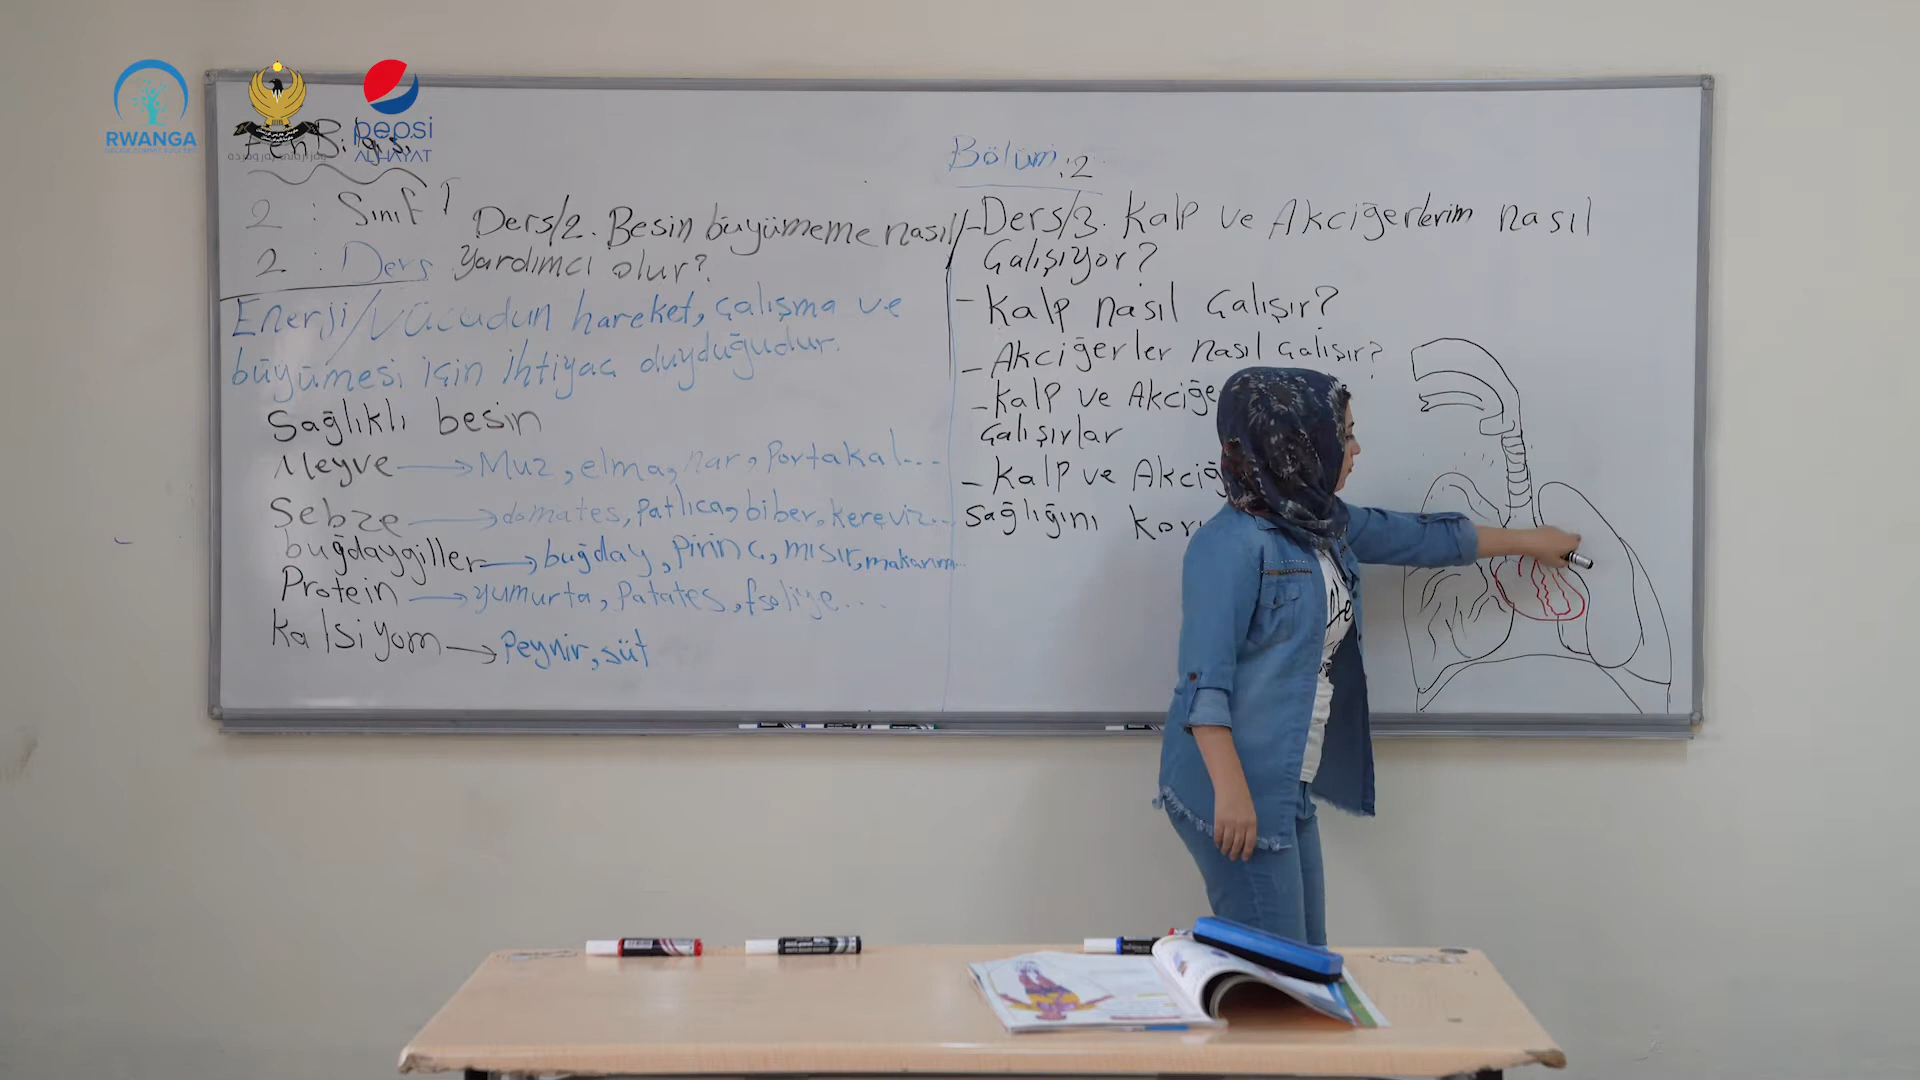 RWANGA
pepsi
ALHAYAT
Fen Bilgisi
2 : Sınıf
2 : Ders
Ders/2. Besin büyümeme nasıl
yardımcı olur?
Enerji/vücudun hareket, çalışma ve
büyümesi için ihtiyaç duyduğudur.
Sağlıklı besin
Meyve → Muz, elma, nar, Portakal...
Sebze → domates, patlıca, biber, kereviz...
buğdaygiller → buğday, pirinç, mısır, makarna...
Protein → yumurta, Patates, fsoliye...
Kalsiyom → Peynir, süt
Bölüm:2
-Ders/3. Kalp ve Akciğerlerim nasıl
Çalışıyor?
- Kalp nasıl Çalışır?
- Akciğerler nasıl Çalışır?
- Kalp ve Akciğe
Çalışırlar
- Kalp ve Akciğ
Sağlığını Kor